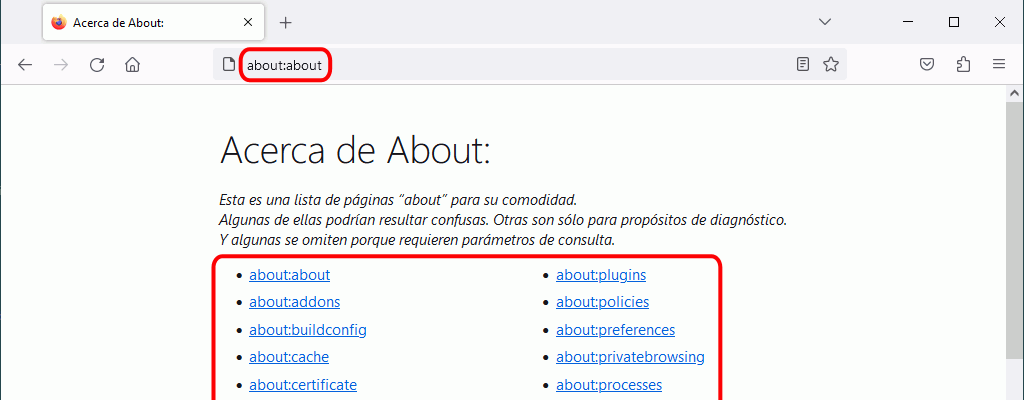 Acerca de About:
about:about
Acerca de About:
Esta es una lista de páginas “about” para su comodidad.
Algunas de ellas podrían resultar confusas. Otras son sólo para propósitos de diagnóstico.
Y algunas se omiten porque requieren parámetros de consulta.
about:about
about:addons
about:buildconfig
about:cache
about:certificate
about:plugins
about:policies
about:preferences
about:privatebrowsing
about:processes